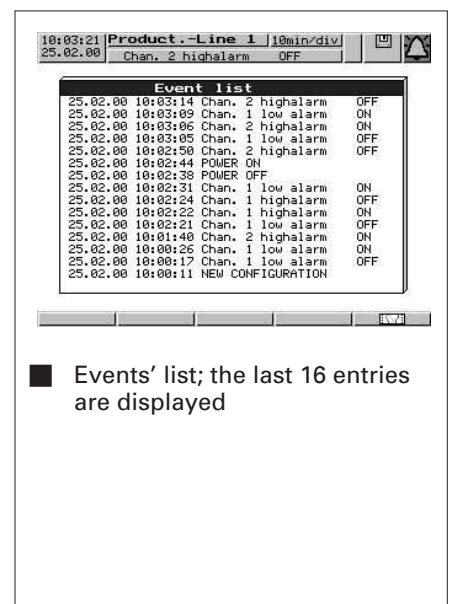 10:03:21 Product.-Line 1 10min/div
25.02.00 Chan. 2 highalarm OFF
Event list
25.02.00 10:03:14 Chan. 2 highalarm OFF
25.02.00 10:03:09 Chan. 1 low alarm ON
25.02.00 10:03:06 Chan. 2 highalarm ON
25.02.00 10:03:05 Chan. 1 low alarm OFF
25.02.00 10:02:50 Chan. 2 highalarm OFF
25.02.00 10:02:44 POWER ON
25.02.00 10:02:38 POWER OFF
25.02.00 10:02:31 Chan. 1 low alarm ON
25.02.00 10:02:24 Chan. 1 highalarm OFF
25.02.00 10:02:22 Chan. 1 highalarm ON
25.02.00 10:02:21 Chan. 1 low alarm OFF
25.02.00 10:01:40 Chan. 2 highalarm ON
25.02.00 10:00:26 Chan. 1 low alarm ON
25.02.00 10:00:17 Chan. 1 low alarm OFF
25.02.00 10:00:11 NEW CONFIGURATION
Events' list; the last 16 entries
are displayed